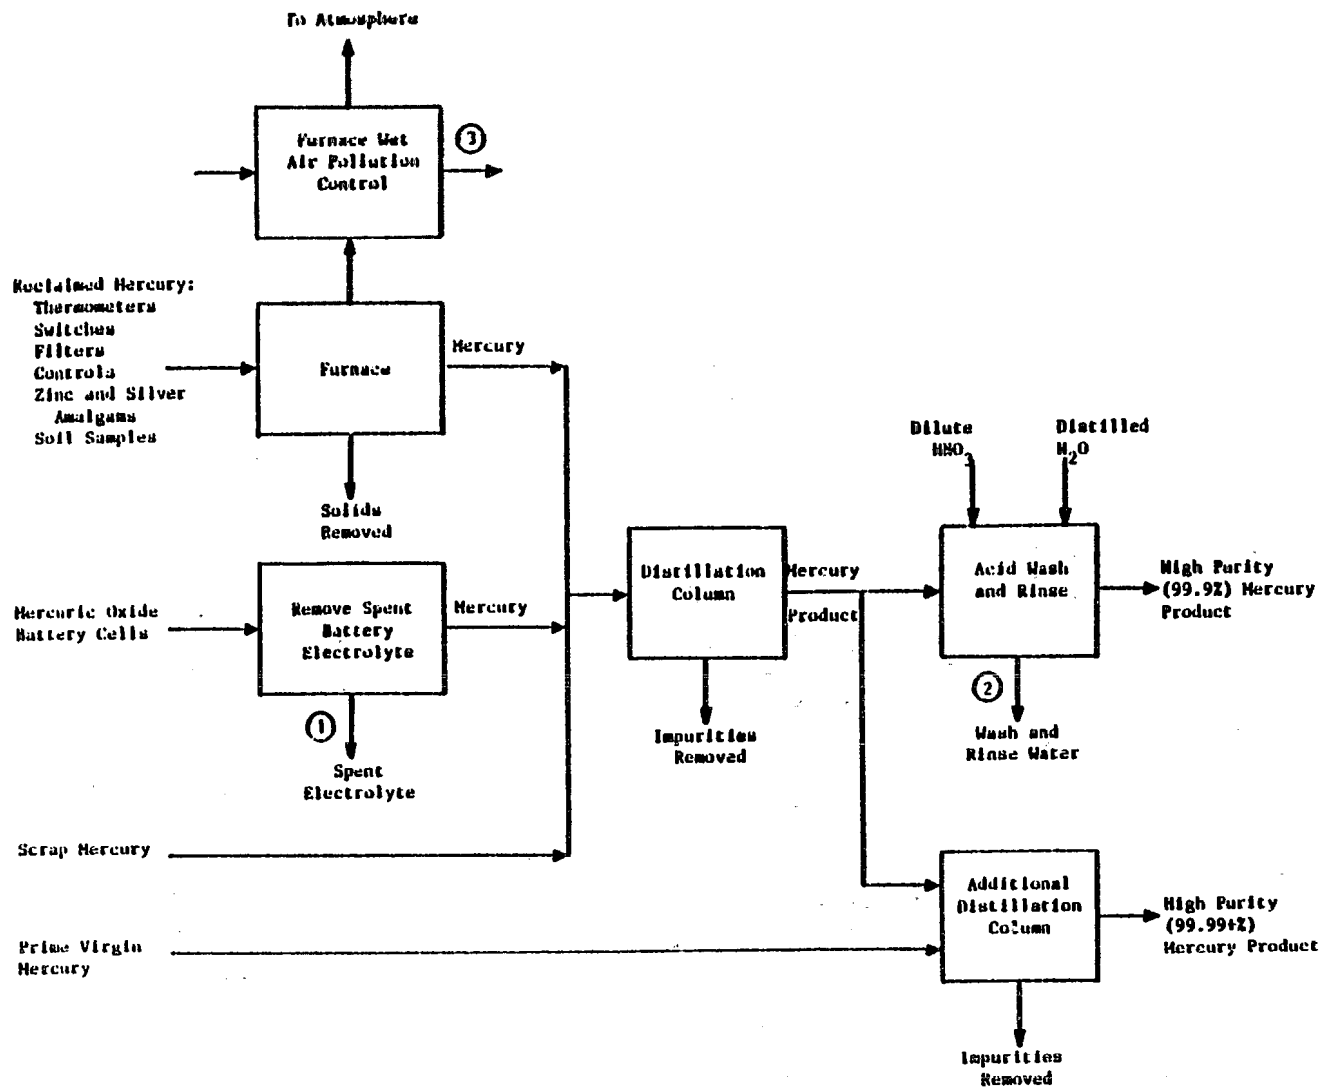 To Atmosphere
Furnace Wet
Air Pollution
Control
3
Reclaimed Mercury:
Thermometers
Switches
Filters
Controls
Zinc and Silver
Amalgams
Soil Samples
Furnace
Mercury
Solids
Removed
Mercuric Oxide
Battery Cells
Remove Spent
Battery
Electrolyte
Mercury
1
Spent
Electrolyte
Scrap Mercury
Prime Virgin
Mercury
Distillation
Column
Mercury
Product
Impurities
Removed
Dilute
HNO3
Distilled
H2O
Acid Wash
and Rinse
High Purity
(99.9%) Mercury
Product
2
Wash and
Rinse Water
Additional
Distillation
Column
High Purity
(99.99+%)
Mercury Product
Impurities
Removed